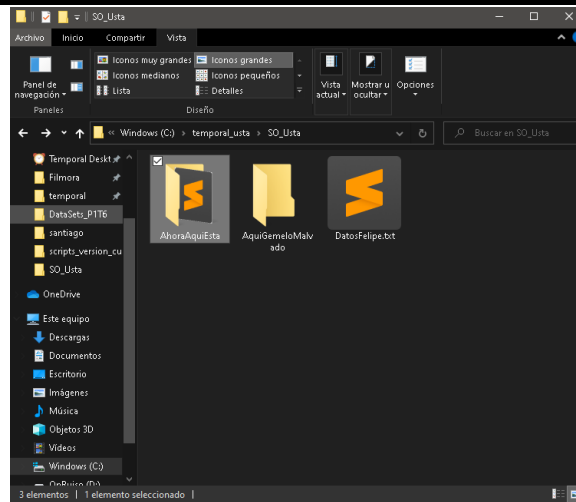 SO_Usta
Archivo Inicio Compartir Vista
Panel de navegación
Iconos muy grandes Iconos grandes
Iconos medianos Iconos pequeños
Lista Detalles
Vista actual
Mostrar u ocultar
Opciones
Paneles Diseño
« Windows (C:) › temporal_usta › SO_Usta
Buscar en SO_Usta
Temporal Deskt
Filmora
temporal
DataSets_P1T6
santiago
scripts_version_cu
SO_Usta
OneDrive
Este equipo
Descargas
Documentos
Escritorio
Imágenes
Música
Objetos 3D
Vídeos
Windows (C:)
AhoraAquiEsta
AquiGemeloMalv
ado
DatosFelipe.txt
3 elementos | 1 elemento seleccionado |